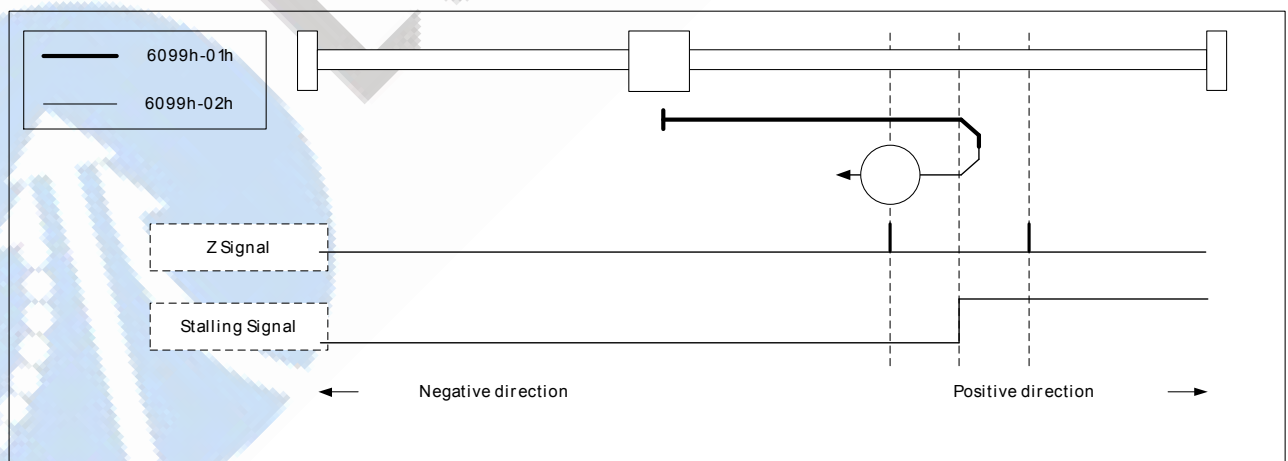 6099h-01h
6099h-02h
Z Signal
Stalling Signal
Negative direction
Positive direction